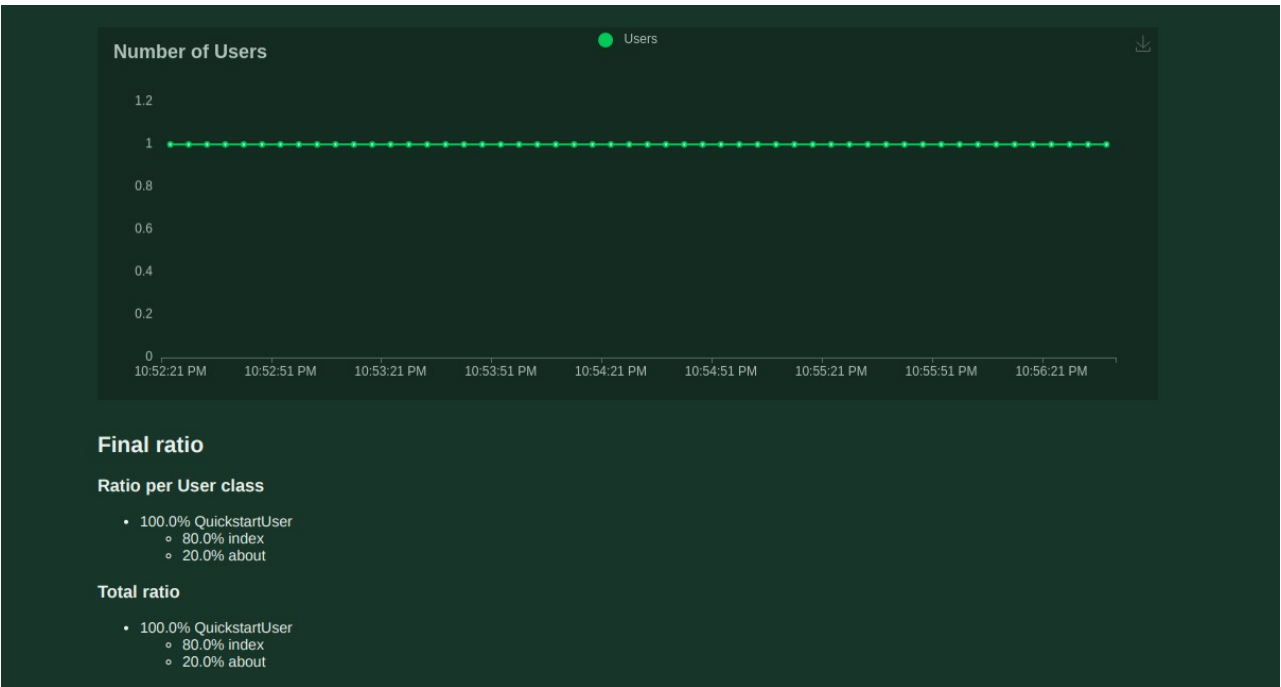 Number of Users
Users
1.2
1
0.8
0.6
0.4
0.2
0
10:52:21 PM 10:52:51 PM 10:53:21 PM 10:53:51 PM 10:54:21 PM 10:54:51 PM 10:55:21 PM 10:55:51 PM 10:56:21 PM
Final ratio
Ratio per User class
100.0% QuickstartUser
80.0% index
20.0% about
Total ratio
100.0% QuickstartUser
80.0% index
20.0% about